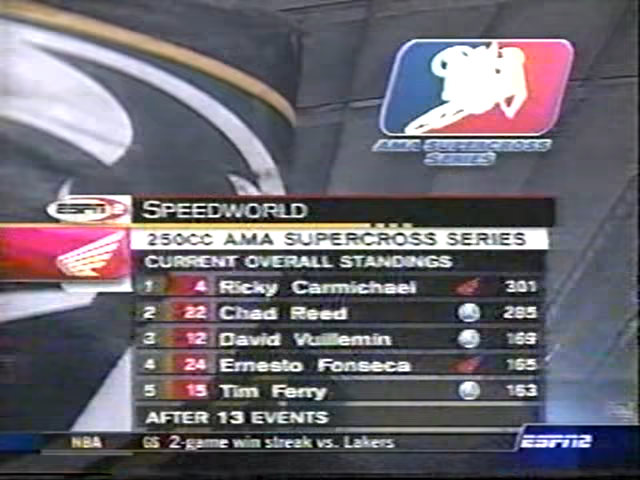 AMA SUPERCROSS
SERIES
ESPN2 SPEEDWORLD
250CC AMA SUPERCROSS SERIES
CURRENT OVERALL STANDINGS
1 4 Ricky Carmichael 301
2 22 Chad Reed 285
3 12 David Vuillemin 169
4 24 Ernesto Fonseca 165
5 15 Tim Ferry 163
AFTER 13 EVENTS
NBA GS 2-game win streak vs. Lakers ESPN2